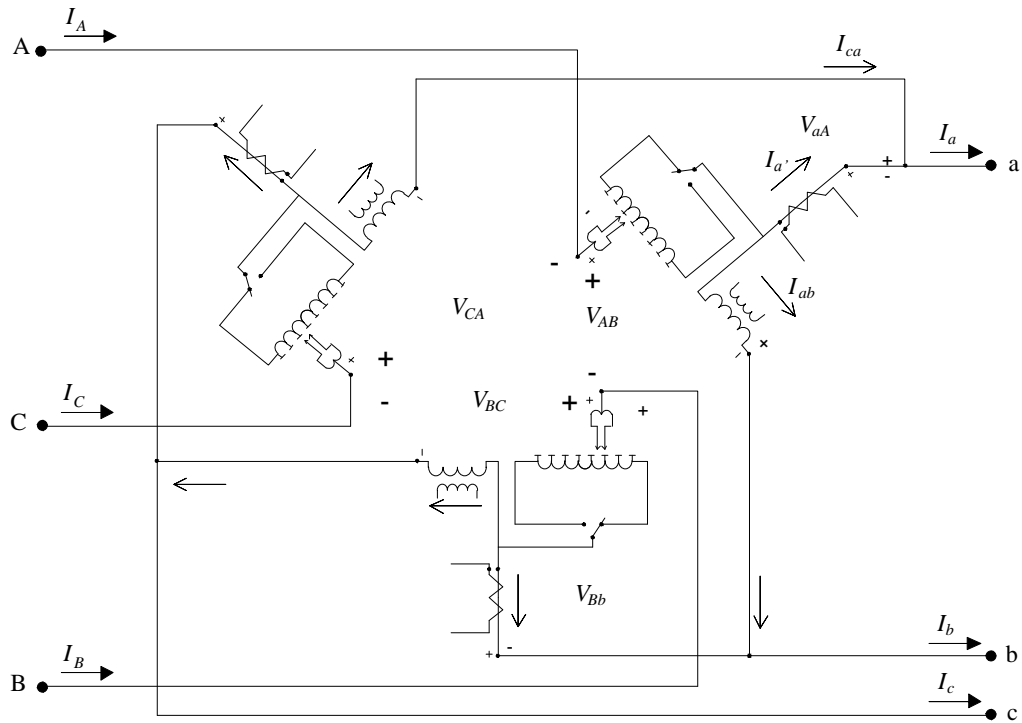 I_A
A
I_ca
V_aA
I_a
I_a'
+
-
a
I_ab
-
+
V_CA
V_AB
+
-
I_C
C
-
V_BC
+
+
+
V_Bb
I_b
+
-
b
I_B
B
I_c
c